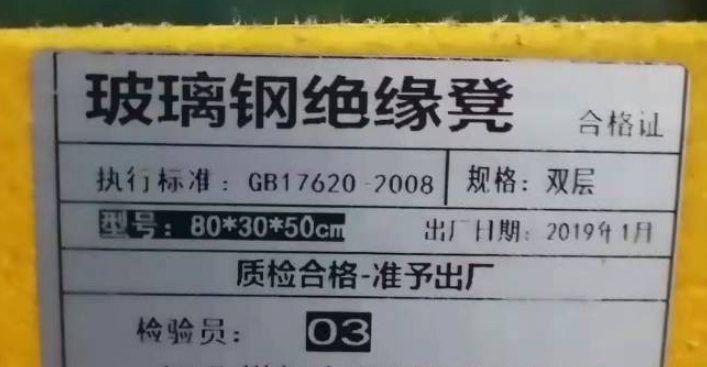 玻璃钢绝缘凳 合格证
执行标准：GB17620-2008 规格：双层
型号：80*30*50cm 出厂日期：2019年1月
质检合格-准予出厂
检验员：03